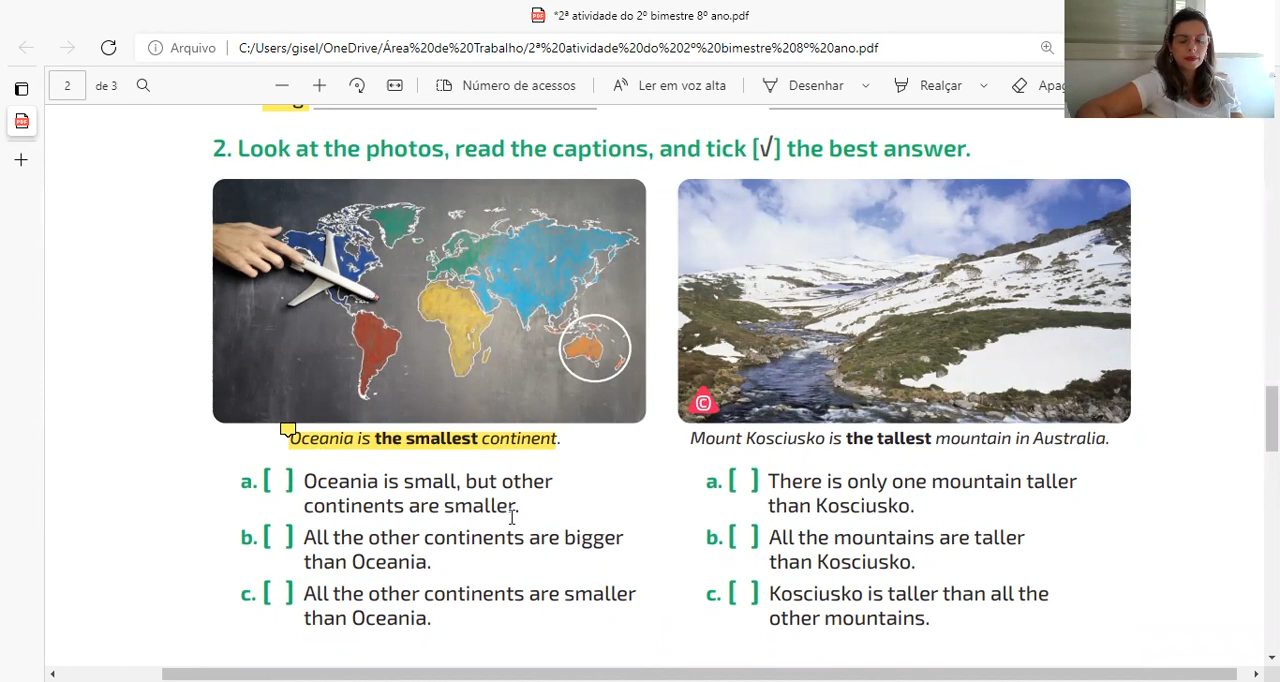 *2ª atividade do 2º bimestre 8º ano.pdf
Arquivo C:/Users/gisel/OneDrive/Área%20de%20Trabalho/2ª%20atividade%20do%202º%20bimestre%208º%20ano.pdf
2 de 3 Número de acessos Ler em voz alta Desenhar Realçar Apag
2. Look at the photos, read the captions, and tick [√] the best answer.
©
Oceania is the smallest continent.
a. [ ] Oceania is small, but other
continents are smaller.
b. [ ] All the other continents are bigger
than Oceania.
c. [ ] All the other continents are smaller
than Oceania.
Mount Kosciusko is the tallest mountain in Australia.
a. [ ] There is only one mountain taller
than Kosciusko.
b. [ ] All the mountains are taller
than Kosciusko.
c. [ ] Kosciusko is taller than all the
other mountains.